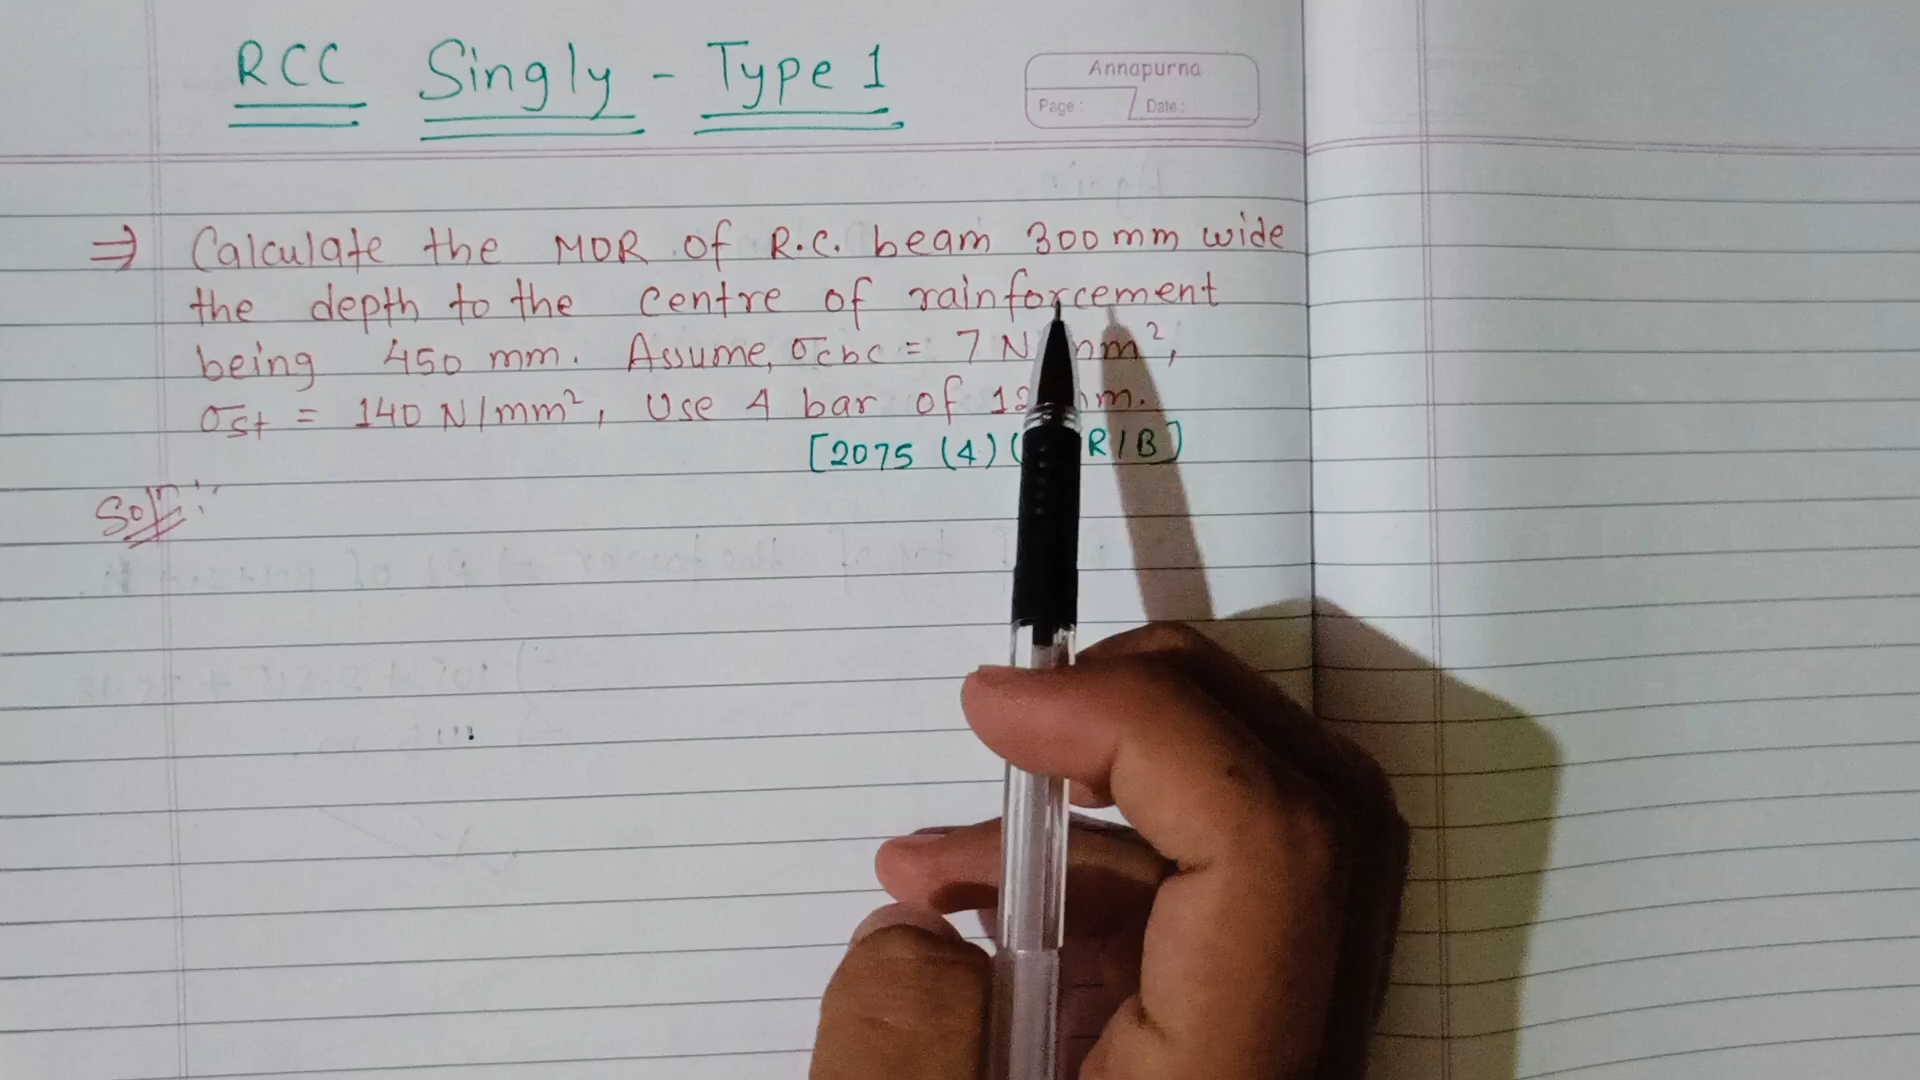 RCC Singly - Type 1
Annapurna
Page : Date :
⇒ Calculate the MOR of R.C. beam 300 mm wide
the depth to the centre of rainforcement
being 450 mm. Assume, σcbc = 7 N mm²,
σst = 140 N/mm², Use 4 bar of
[2075 (4) ( R/B]
Solⁿ: